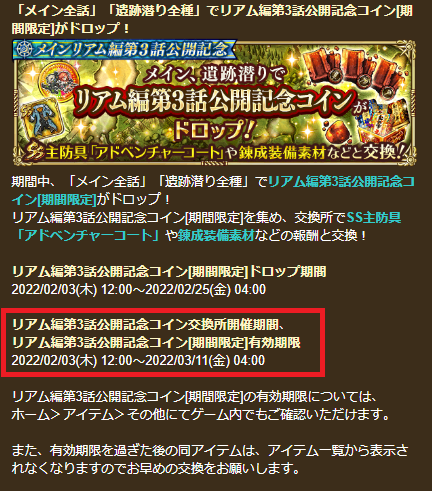 「メイン全話」「遺跡潜り全種」でリアム編第3話公開記念コイン[期
間限定]がドロップ！
メインリアム編第3話公開記念
メイン、遺跡潜りで
リアム編第3話公開記念コインが
ドロップ!
SS主防具「アドベンチャーコート」や錬成装備素材などと交換!
期間中、「メイン全話」「遺跡潜り全種」でリアム編第3話公開記念コ
イン[期間限定]がドロップ！
リアム編第3話公開記念コイン[期間限定]を集め、交換所でSS主防具
「アドベンチャーコート」や錬成装備素材などの報酬と交換！
リアム編第3話公開記念コイン[期間限定]ドロップ期間
2022/02/03(木) 12:00～2022/02/25(金) 04:00
リアム編第3話公開記念コイン交換所開催期間、
リアム編第3話公開記念コイン[期間限定]有効期限
2022/02/03(木) 12:00～2022/03/11(金) 04:00
リアム編第3話公開記念コイン[期間限定]の有効期限については、
ホーム＞アイテム＞その他にてゲーム内でもご確認いただけます。
また、有効期限を過ぎた後の同アイテムは、アイテム一覧から表示さ
れなくなりますのでお早めの交換をお願いします。